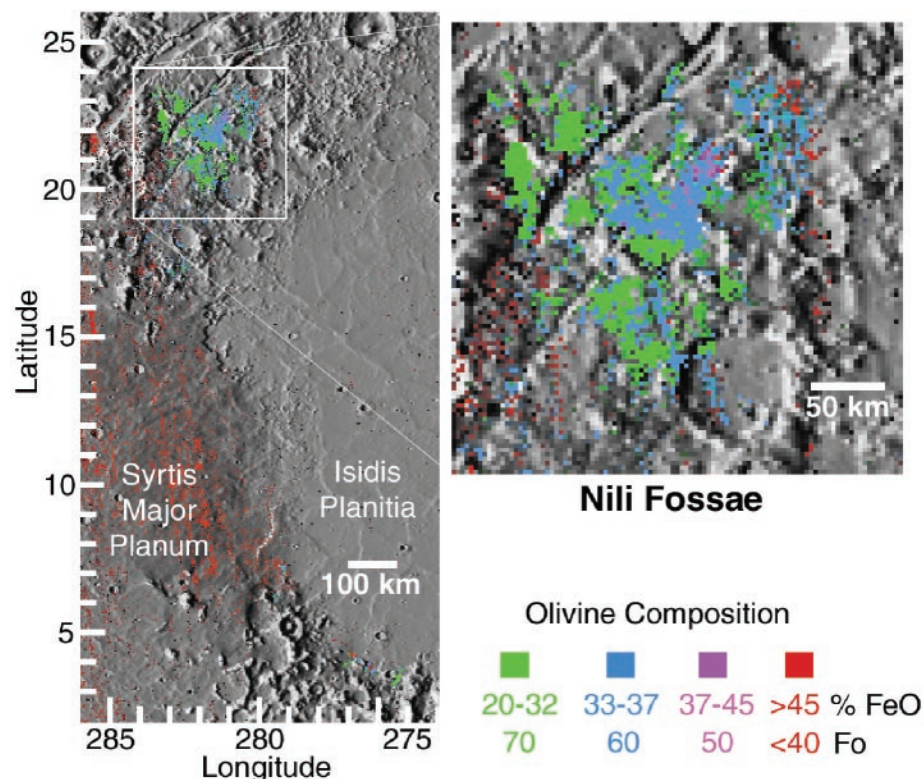 25
20
15
10
5
Latitude
285
280
275
Longitude
Syrtis
Major
Planum
Isidis
Planitia
100 km
50 km
Nili Fossae
Olivine Composition
20-32 33-37 37-45 >45 % FeO
70 60 50 <40 Fo